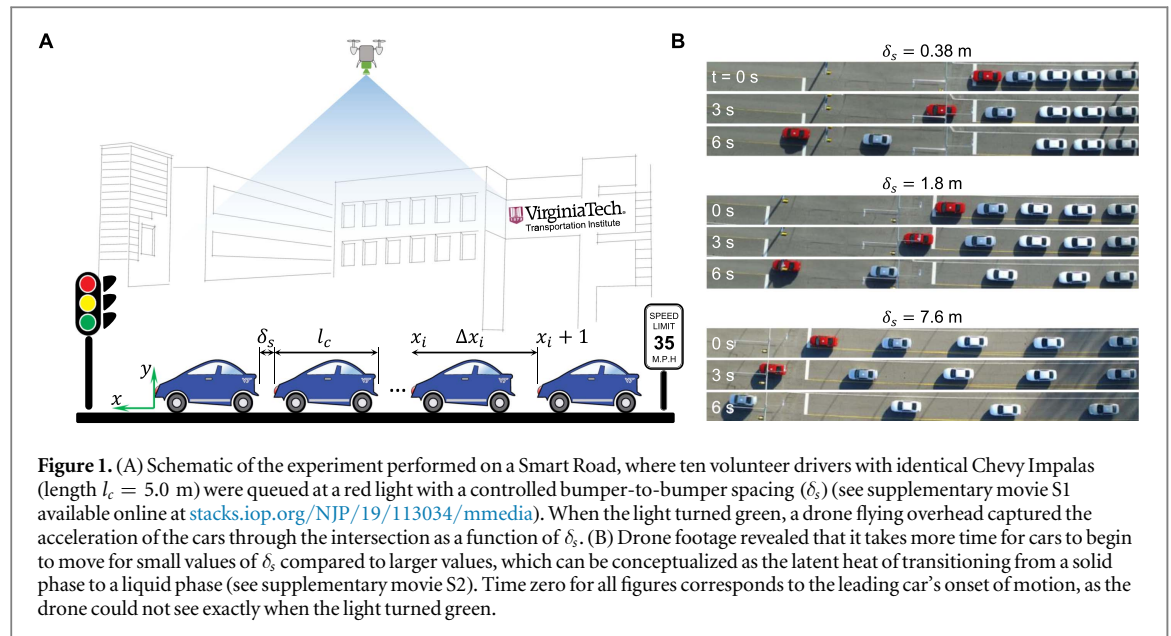 A
VirginiaTech®
Transportation Institute
δₛ
l_c
x_i
Δx_i
x_i + 1
...
y
x
SPEED
LIMIT
35
M.P.H
B
δₛ = 0.38 m
t = 0 s
3 s
6 s
δₛ = 1.8 m
0 s
3 s
6 s
δₛ = 7.6 m
0 s
3 s
6 s
Figure 1. (A) Schematic of the experiment performed on a Smart Road, where ten volunteer drivers with identical Chevy Impalas
(length l_c = 5.0 m) were queued at a red light with a controlled bumper-to-bumper spacing (δₛ) (see supplementary movie S1
available online at stacks.iop.org/NJP/19/113034/mmedia). When the light turned green, a drone flying overhead captured the
acceleration of the cars through the intersection as a function of δₛ. (B) Drone footage revealed that it takes more time for cars to begin
to move for small values of δₛ compared to larger values, which can be conceptualized as the latent heat of transitioning from a solid
phase to a liquid phase (see supplementary movie S2). Time zero for all figures corresponds to the leading car's onset of motion, as the
drone could not see exactly when the light turned green.